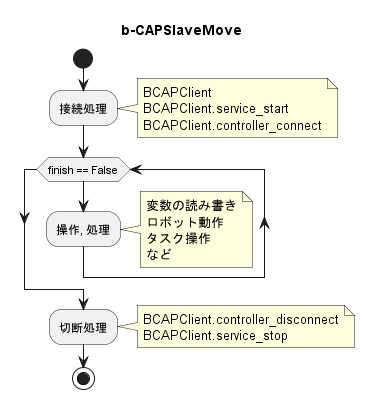 b-CAPSlaveMove
接続処理
BCAPClient
BCAPClient.service_start
BCAPClient.controller_connect
finish == False
操作, 処理
変数の読み書き
ロボット動作
タスク操作
など
切断処理
BCAPClient.controller_disconnect
BCAPClient.service_stop